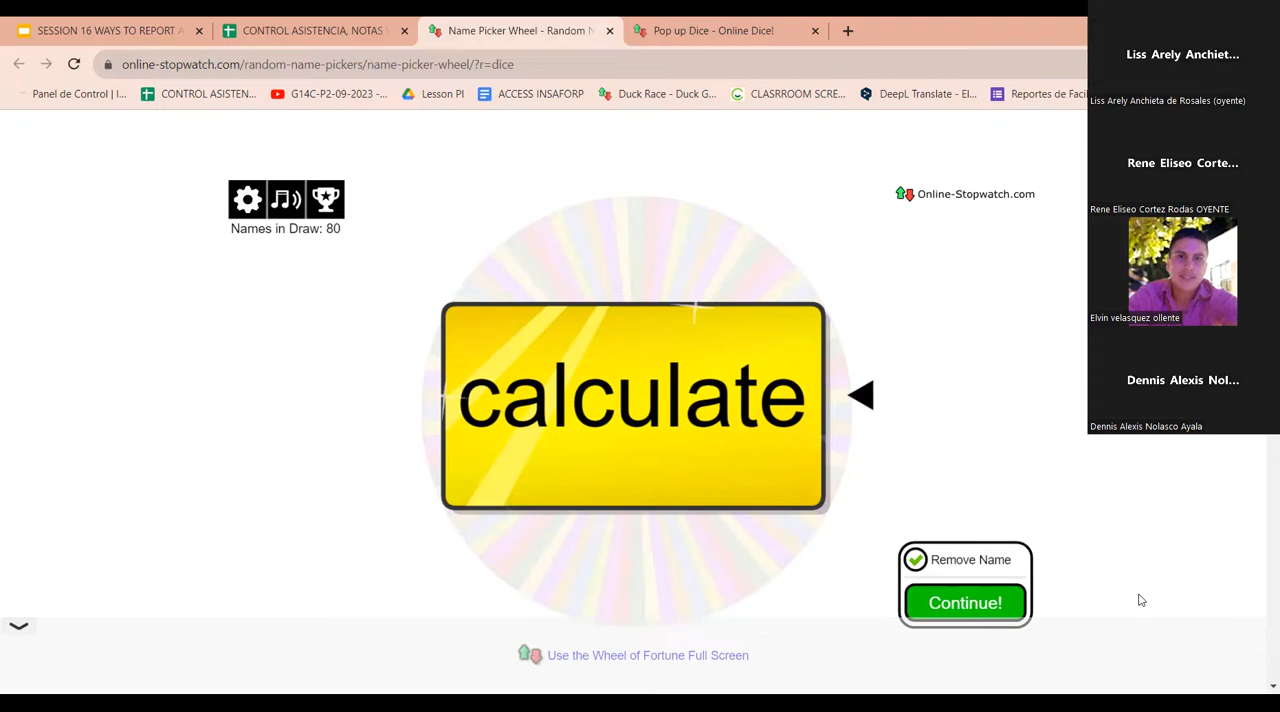 SESSION 16 WAYS TO REPORT A
CONTROL ASISTENCIA, NOTAS Y
Name Picker Wheel - Random N
Pop up Dice - Online Dice!
online-stopwatch.com/random-name-pickers/name-picker-wheel/?r=dice
Panel de Control | I...
CONTROL ASISTEN...
G14C-P2-09-2023 -...
Lesson Pl
ACCESS INSAFORP
Duck Race - Duck G...
CLASRROOM SCRE...
DeepL Translate - El...
Reportes de Facil
Names in Draw: 80
Online-Stopwatch.com
calculate
Remove Name
Continue!
Use the Wheel of Fortune Full Screen
Liss Arely Anchiet...
Liss Arely Anchieta de Rosales (oyente)
Rene Eliseo Corte...
Rene Eliseo Cortez Rodas OYENTE
Elvin velasquez ollente
Dennis Alexis Nol...
Dennis Alexis Nolasco Ayala